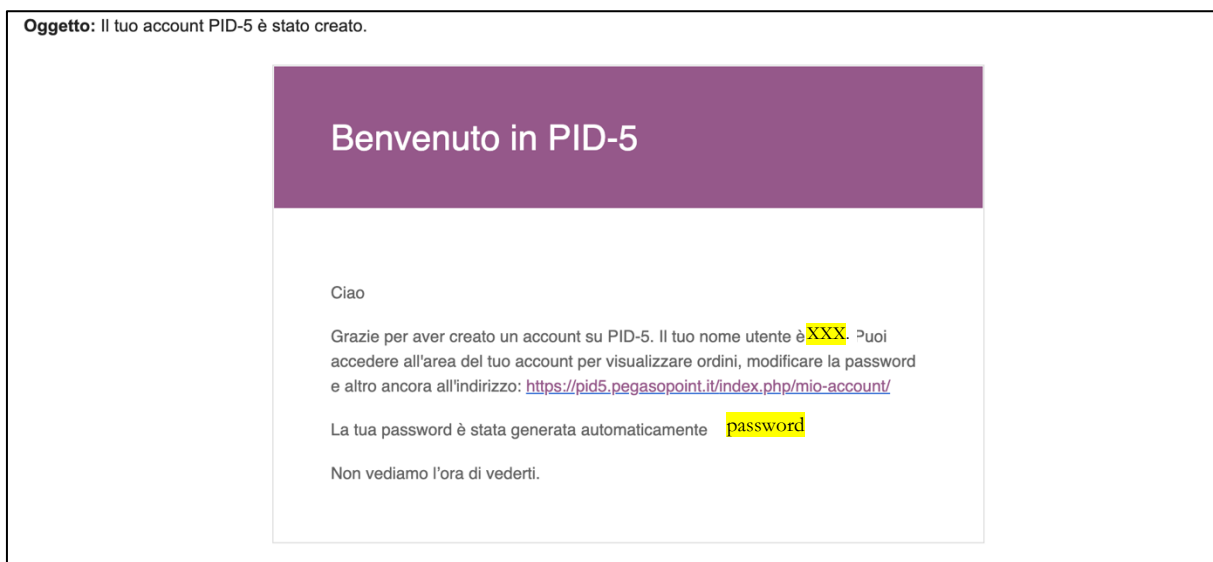 Oggetto: Il tuo account PID-5 è stato creato.
Benvenuto in PID-5
Ciao
Grazie per aver creato un account su PID-5. Il tuo nome utente è XXX. Puoi
accedere all'area del tuo account per visualizzare ordini, modificare la password
e altro ancora all'indirizzo: https://pid5.pegasopoint.it/index.php/mio-account/
La tua password è stata generata automaticamente password
Non vediamo l'ora di vederti.